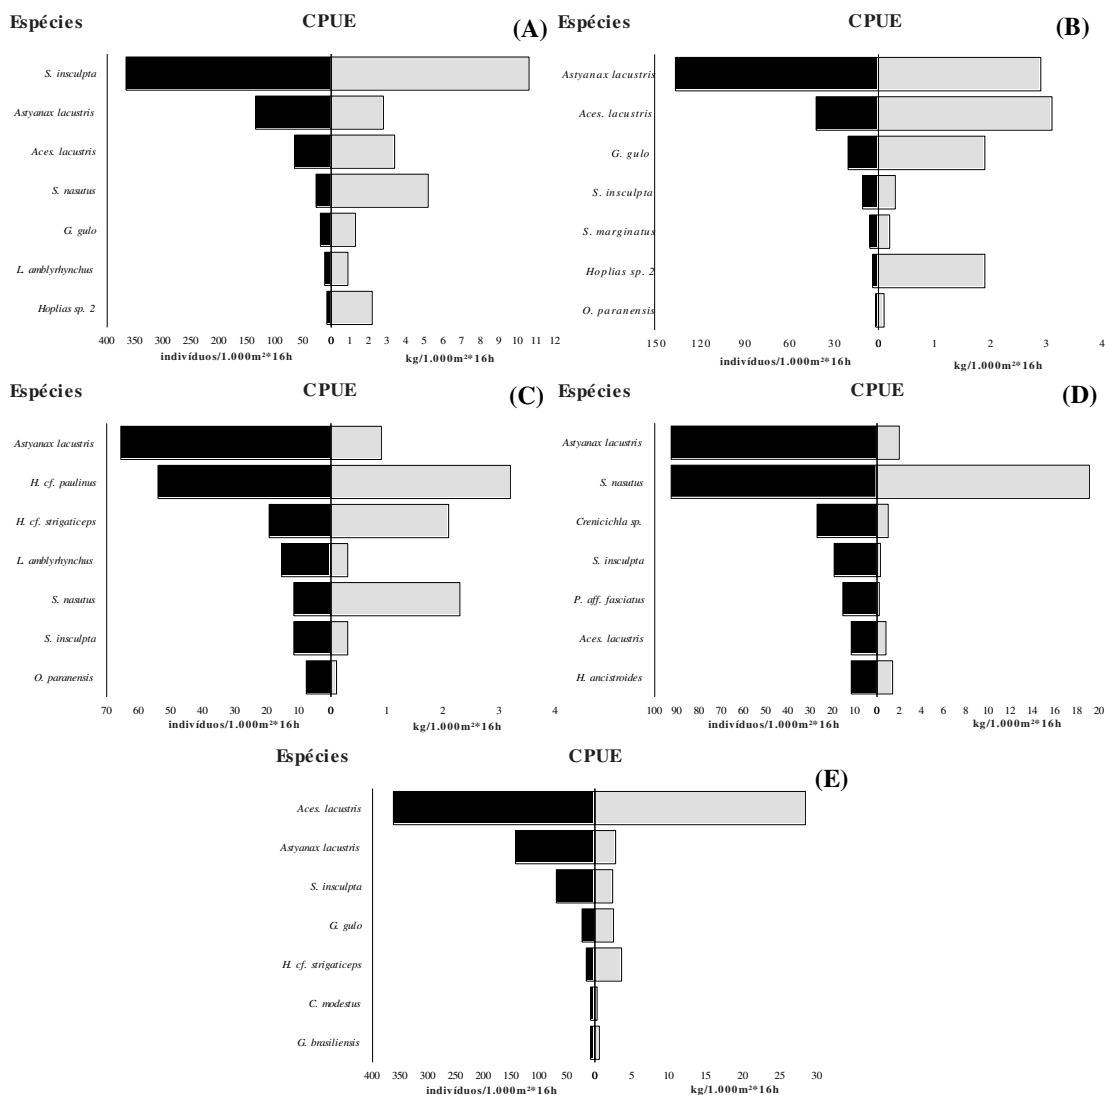 Espécies CPUE (A)
S. insculpta
Astyanax lacustris
Aces. lacustris
S. nasutus
G. gulo
L. amblyrhynchus
Hoplias sp. 2
400 350 300 250 200 150 100 50 0 1 2 3 4 5 6 7 8 9 10 11 12
indivíduos/1.000m²*16h kg/1.000m²*16h
Espécies CPUE (B)
Astyanax lacustris
Aces. lacustris
G. gulo
S. insculpta
S. marginatus
Hoplias sp. 2
O. paranensis
150 120 90 60 30 0 1 2 3 4
indivíduos/1.000m²*16h kg/1.000m²*16h
Espécies CPUE (C)
Astyanax lacustris
H. cf. paulinus
H. cf. strigaticeps
L. amblyrhynchus
S. nasutus
S. insculpta
O. paranensis
70 60 50 40 30 20 10 0 1 2 3 4
indivíduos/1.000m²*16h kg/1.000m²*16h
Espécies CPUE (D)
Astyanax lacustris
S. nasutus
Crenicichla sp.
S. insculpta
P. aff. fasciatus
Aces. lacustris
H. ancistroides
100 90 80 70 60 50 40 30 20 10 0 2 4 6 8 10 12 14 16 18 20
indivíduos/1.000m²*16h kg/1.000m²*16h
Espécies CPUE (E)
Aces. lacustris
Astyanax lacustris
S. insculpta
G. gulo
H. cf. strigaticeps
C. modestus
G. brasiliensis
400 350 300 250 200 150 100 50 0 5 10 15 20 25 30
indivíduos/1.000m²*16h kg/1.000m²*16h